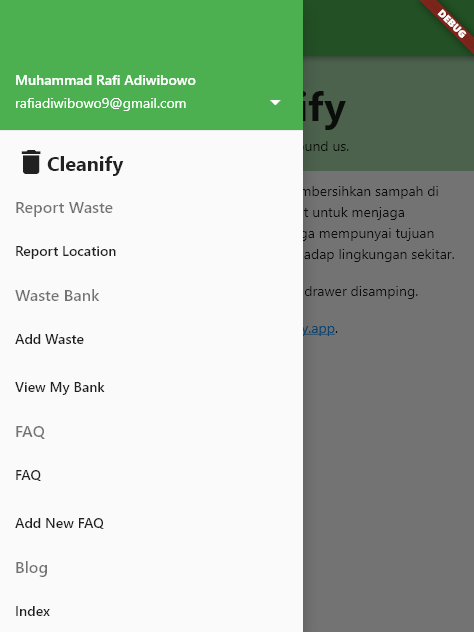 DEBUG
Muhammad Rafi Adiwibowo
rafiadiwibowo9@gmail.com
Cleanify
Report Waste
Report Location
Waste Bank
Add Waste
View My Bank
FAQ
FAQ
Add New FAQ
Blog
Index
ify
und us.
mbersihkan sampah di
t untuk menjaga
ga mempunyai tujuan
adap lingkungan sekitar.
drawer disamping.
y.app.